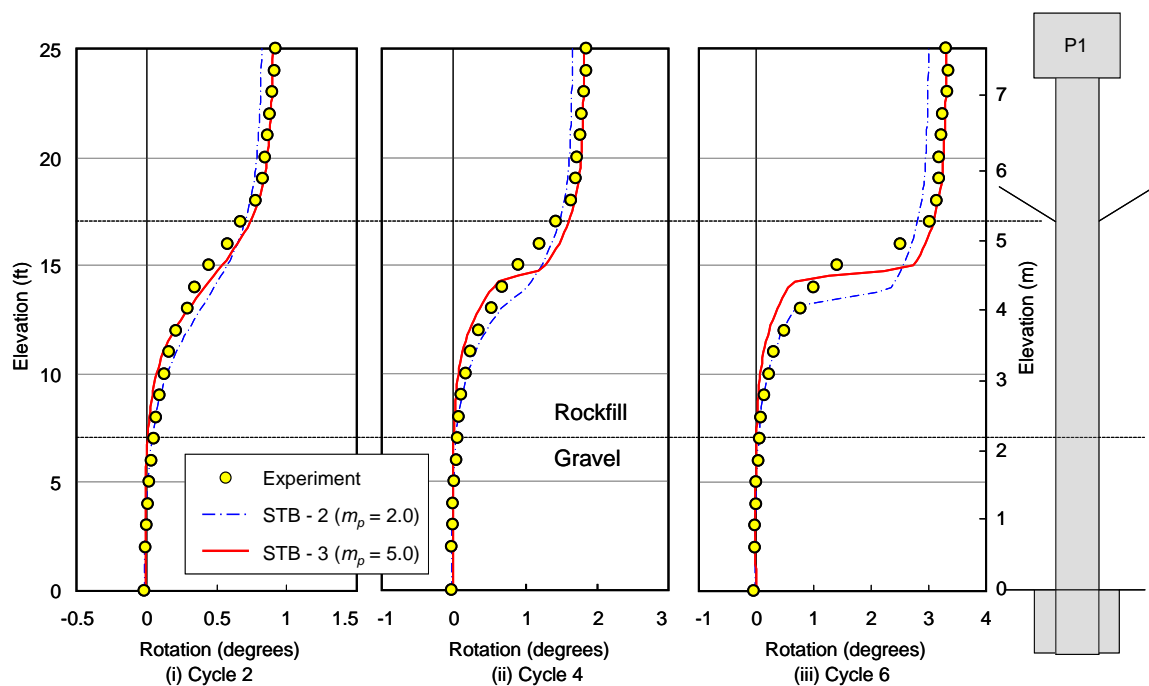 25
20
15
10
5
0
Elevation (ft)
-0.5
0
0.5
1
1.5
Rotation (degrees)
(i) Cycle 2
Experiment
STB - 2 (mp = 2.0)
STB - 3 (mp = 5.0)
-1
0
1
2
3
Rotation (degrees)
(ii) Cycle 4
Rockfill
Gravel
-1
0
1
2
3
4
Rotation (degrees)
(iii) Cycle 6
7
6
5
4
3
2
1
0
Elevation (m)
P1